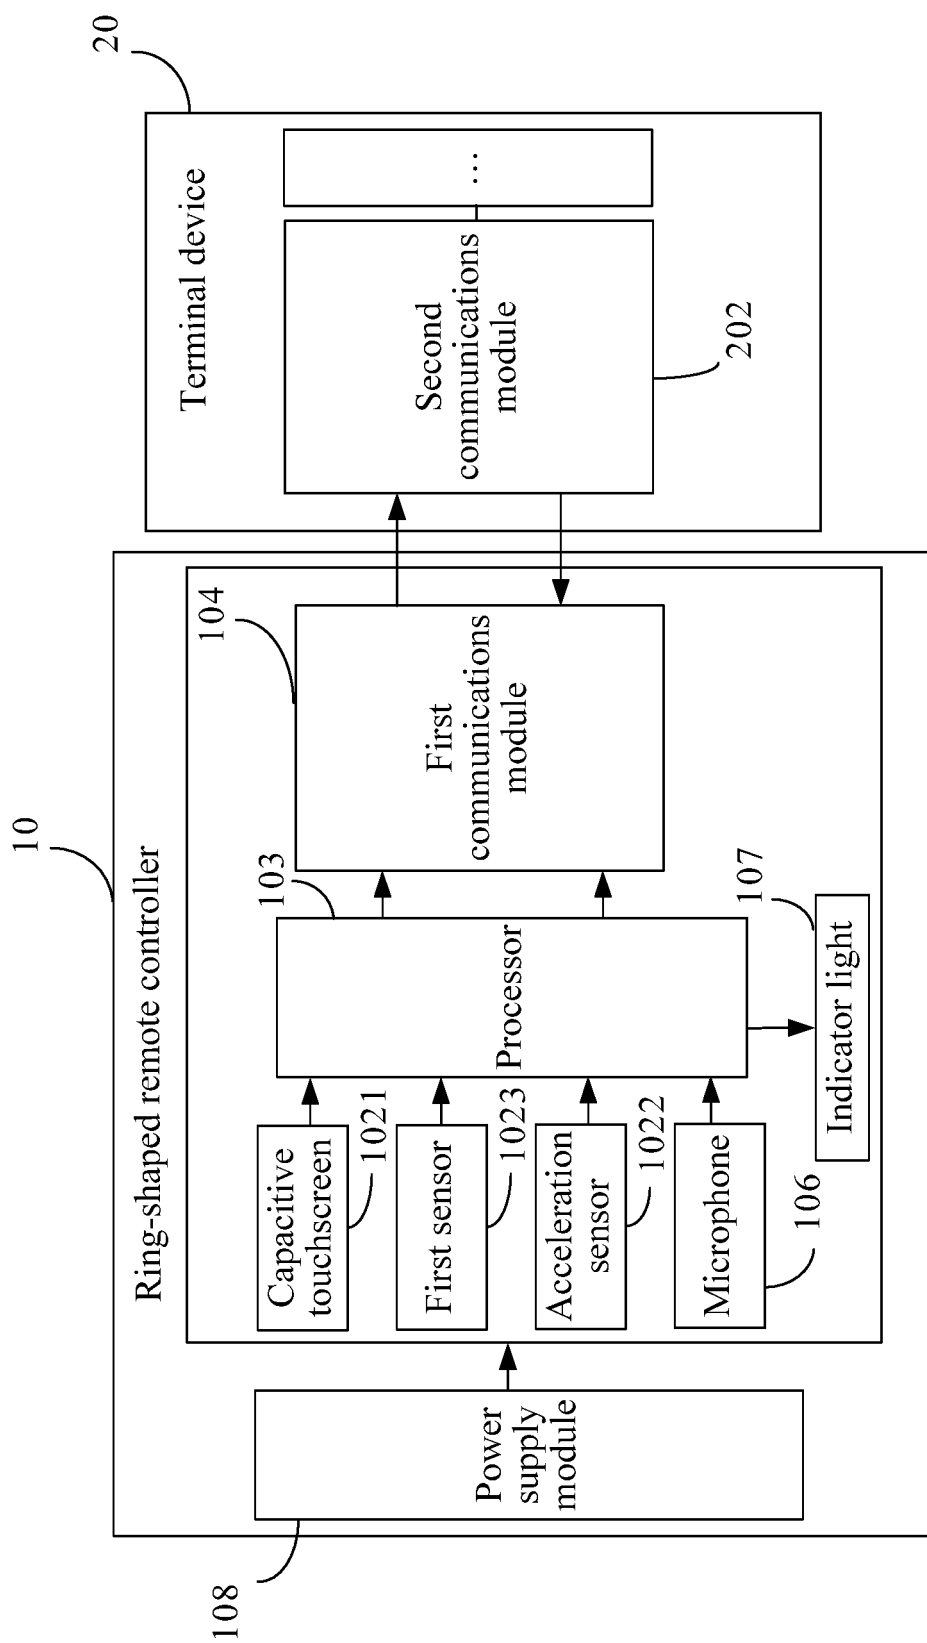 10
20
Ring-shaped remote controller
Terminal device
108
Power
supply
module
Capacitive
touchscreen
1021
First sensor
1023
Acceleration
sensor
1022
Microphone
106
103
Processor
107
Indicator light
104
First
communications
module
Second
communications
module
202
...